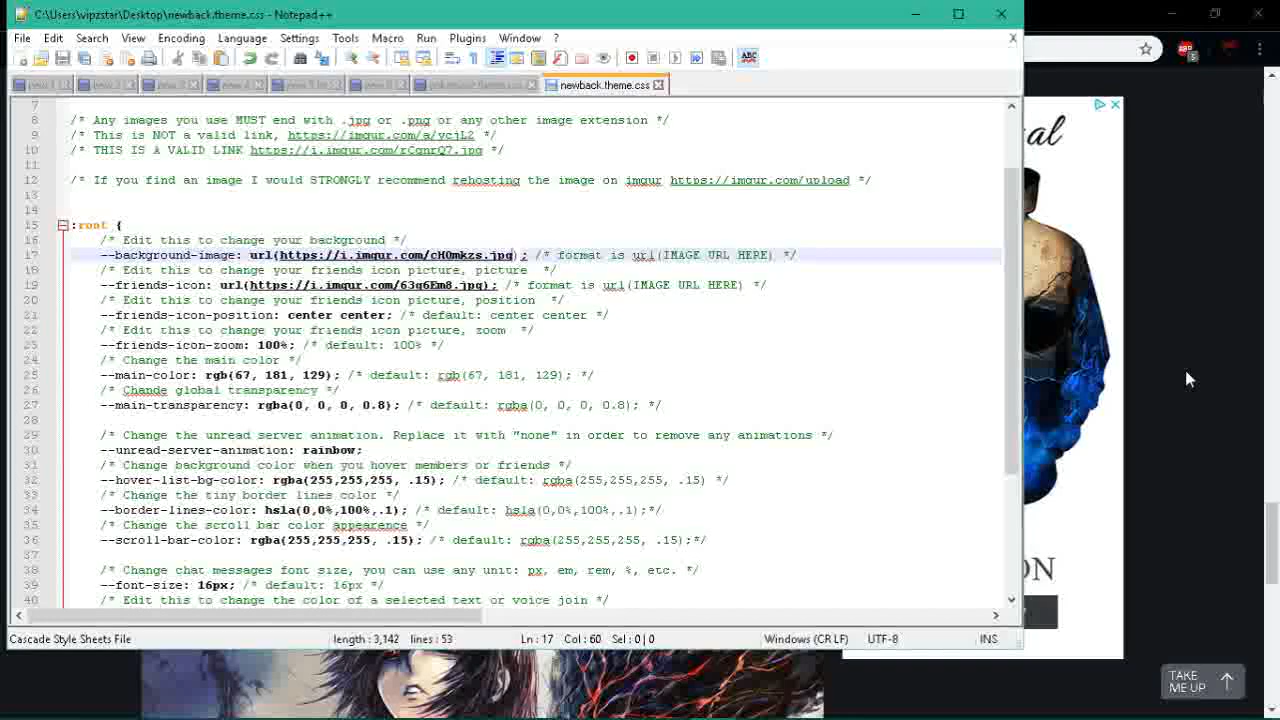 C:\Users\vipzstar\Desktop\newback.theme.css - Notepad++
File Edit Search View Encoding Language Settings Tools Macro Run Plugins Window ?
newback.theme.css
7
8 /* Any images you use MUST end with .jpg or .png or any other image extension */
9 /* This is NOT a valid link, https://imgur.com/a/vcjL2 */
10 /* THIS IS A VALID LINK https://i.imgur.com/rCgnrQ7.jpg */
11
12 /* If you find an image I would STRONGLY recommend rehosting the image on imgur https://imgur.com/upload */
13
14
15 :root {
16 /* Edit this to change your background */
17 --background-image: url(https://i.imgur.com/cHOmkzs.jpg); /* format is url(IMAGE URL HERE) */
18 /* Edit this to change your friends icon picture, picture */
19 --friends-icon: url(https://i.imgur.com/63q6Em8.jpg); /* format is url(IMAGE URL HERE) */
20 /* Edit this to change your friends icon picture, position */
21 --friends-icon-position: center center; /* default: center center */
22 /* Edit this to change your friends icon picture, zoom */
23 --friends-icon-zoom: 100%; /* default: 100% */
24 /* Change the main color */
25 --main-color: rgb(67, 181, 129); /* default: rgb(67, 181, 129); */
26 /* Chande global transparency */
27 --main-transparency: rgba(0, 0, 0, 0.8); /* default: rgba(0, 0, 0, 0.8); */
28
29 /* Change the unread server animation. Replace it with "none" in order to remove any animations */
30 --unread-server-animation: rainbow;
31 /* Change background color when you hover members or friends */
32 --hover-list-bg-color: rgba(255,255,255, .15); /* default: rgba(255,255,255, .15) */
33 /* Change the tiny border lines color */
34 --border-lines-color: hsla(0,0%,100%,.1); /* default: hsla(0,0%,100%,.1);*/
35 /* Change the scroll bar color appearence */
36 --scroll-bar-color: rgba(255,255,255, .15); /* default: rgba(255,255,255, .15);*/
37
38 /* Change chat messages font size, you can use any unit: px, em, rem, %, etc. */
39 --font-size: 16px; /* default: 16px */
40 /* Edit this to change the color of a selected text or voice join */
Cascade Style Sheets File length : 3,142 lines : 53 Ln : 17 Col : 60 Sel : 0 | 0 Windows (CR LF) UTF-8 INS
al
ON
TAKE
ME UP